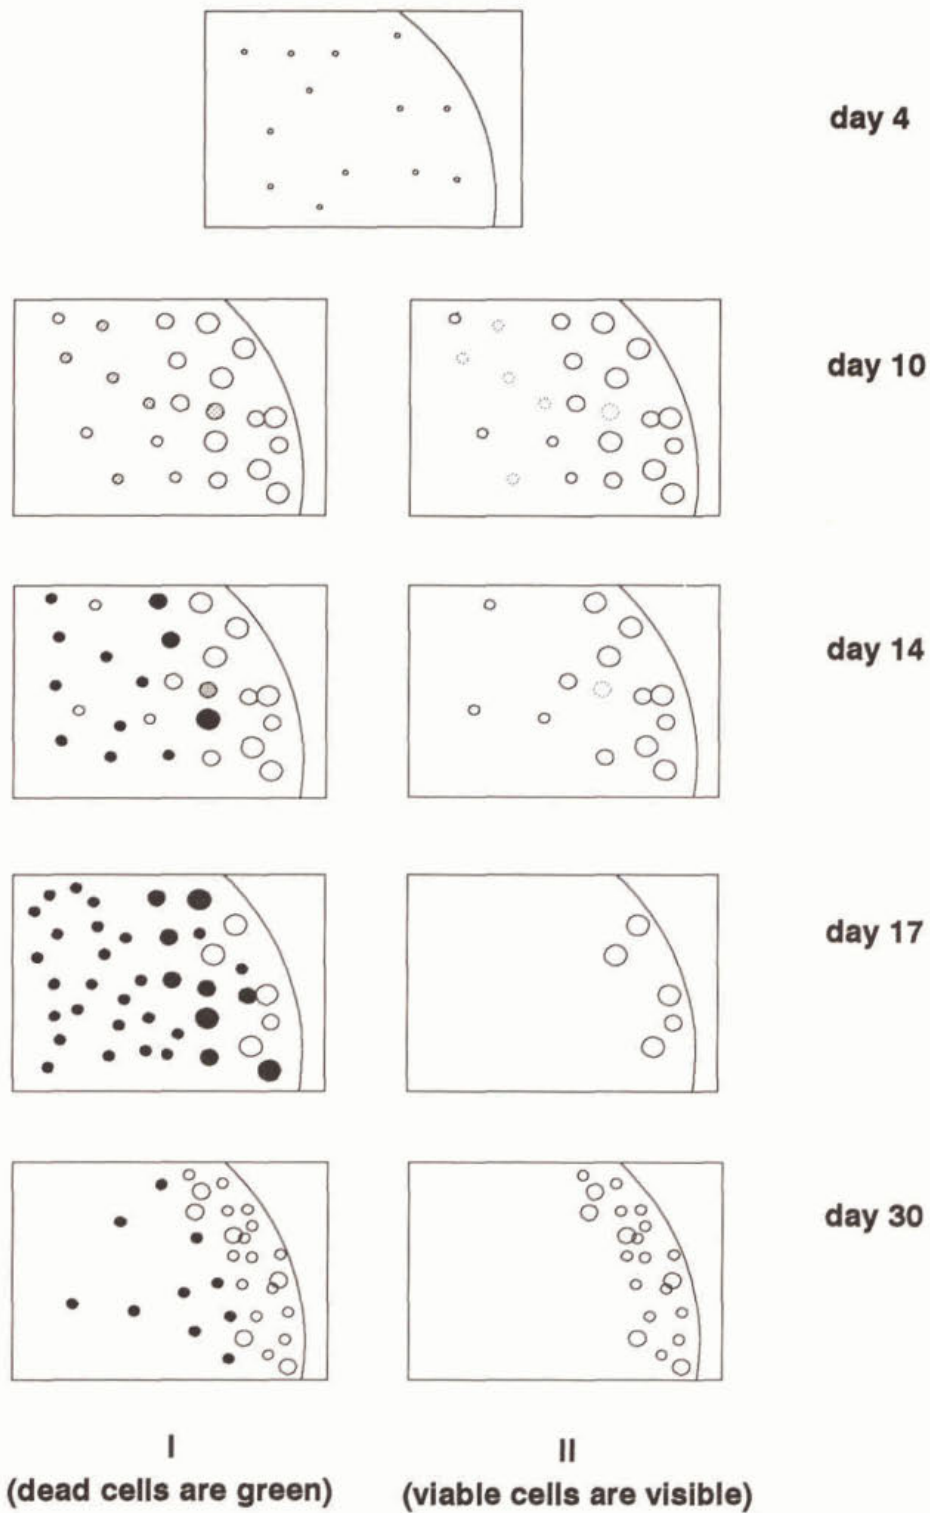 day 4
day 10
day 14
day 17
day 30
I
(dead cells are green)
II
(viable cells are visible)